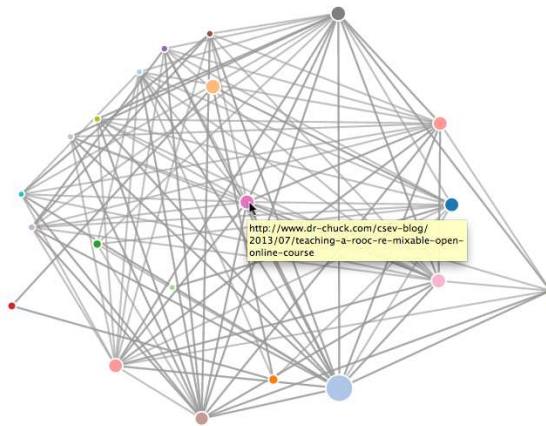 http://www.dr-chuck.com/csev-blog/
2013/07/teaching-a-rooc-re-mixable-open-
online-course